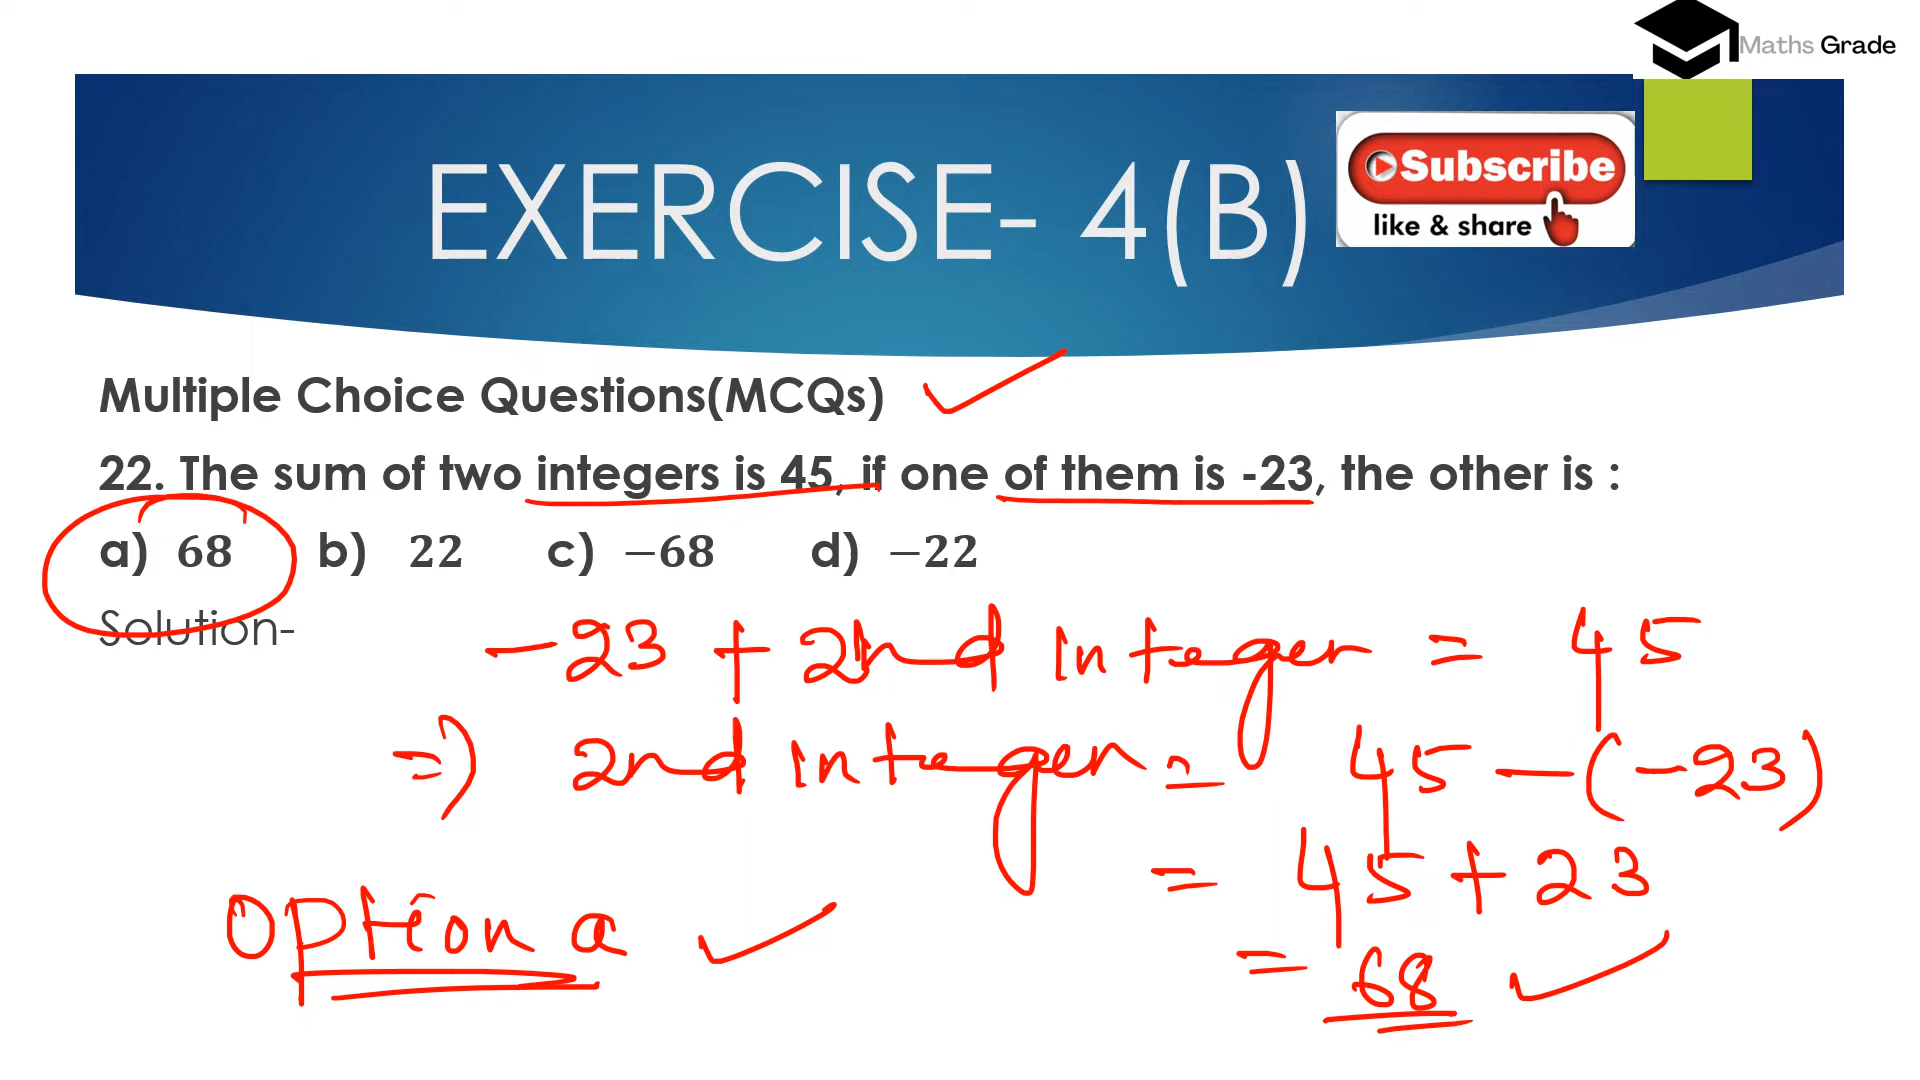 Maths Grade
EXERCISE- 4(B)
Subscribe
like & share
Multiple Choice Questions(MCQs)
22. The sum of two integers is 45, if one of them is -23, the other is :
a) 68 b) 22 c) −68 d) −22
Solution-
-23 + 2nd integer = 45
=) 2nd integer = 45 - (-23)
= 45 + 23
= 68
Option a